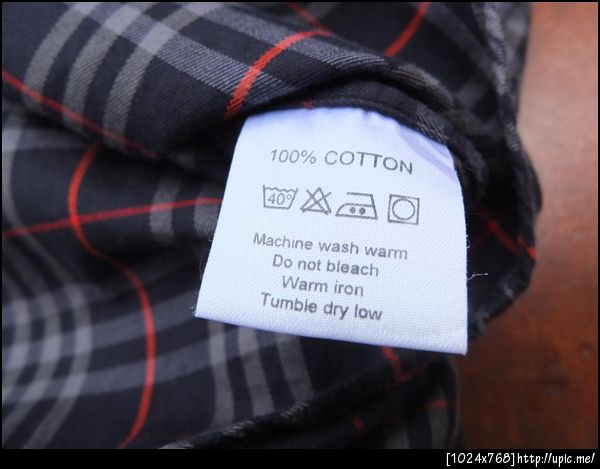 100% COTTON
40°
Machine wash warm
Do not bleach
Warm iron
Tumble dry low
[1024x768]http://upic.me/